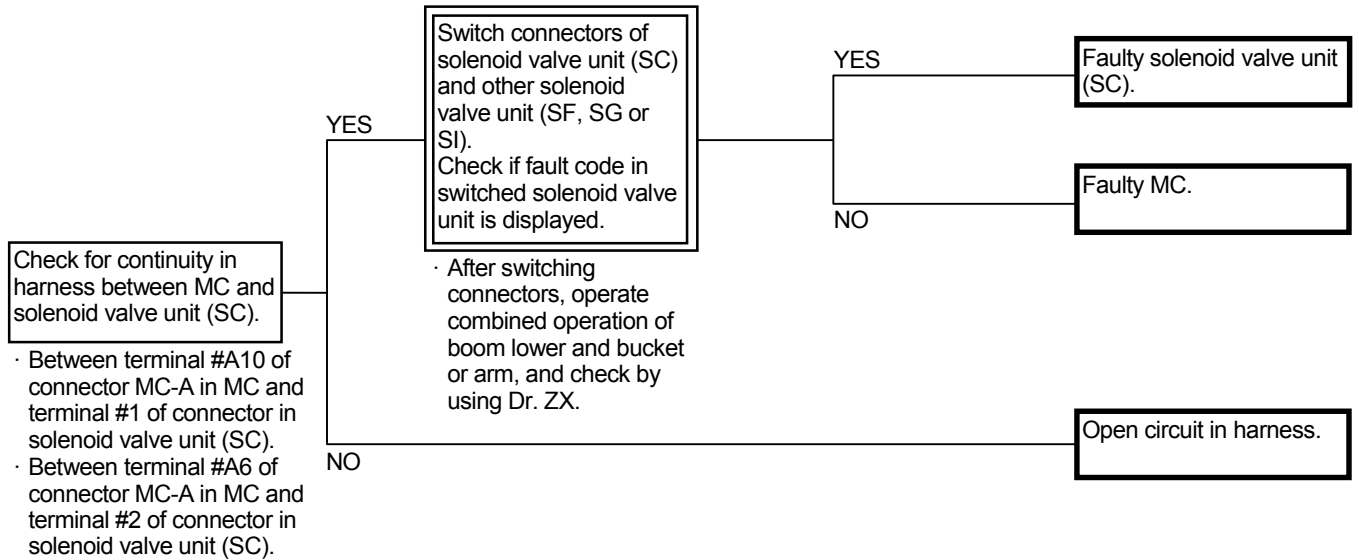 Check for continuity in
harness between MC and
solenoid valve unit (SC).
· Between terminal #A10 of
connector MC-A in MC and
terminal #1 of connector in
solenoid valve unit (SC).
· Between terminal #A6 of
connector MC-A in MC and
terminal #2 of connector in
solenoid valve unit (SC).
YES
Switch connectors of
solenoid valve unit (SC)
and other solenoid
valve unit (SF, SG or
SI).
Check if fault code in
switched solenoid valve
unit is displayed.
· After switching
connectors, operate
combined operation of
boom lower and bucket
or arm, and check by
using Dr. ZX.
YES
Faulty solenoid valve unit
(SC).
NO
Faulty MC.
NO
Open circuit in harness.